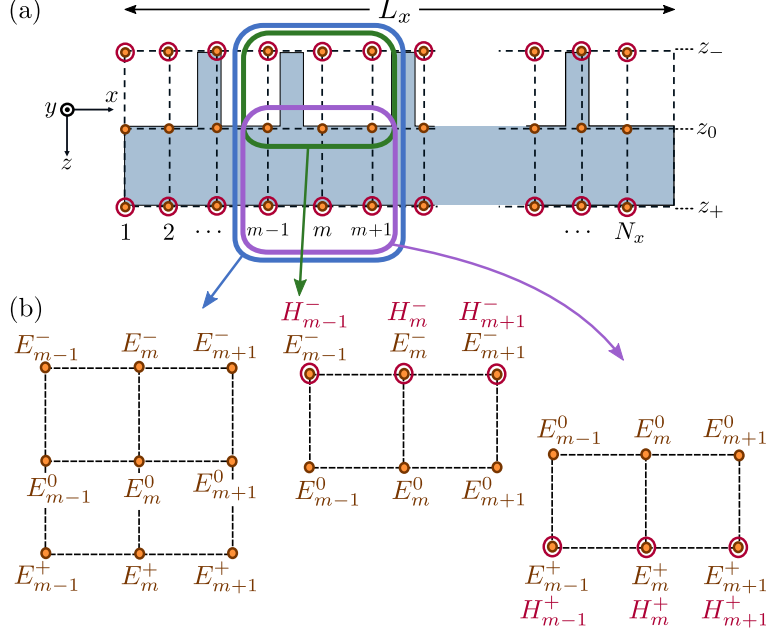 (a)
L_x
z_-
y x
z
z_0
z_+
1 2 ⋯ m−1 m m+1 ⋯ N_x
(b)
H^-_{m−1} H^-_m H^-_{m+1}
E^-_{m−1} E^-_m E^-_{m+1}
E^-_{m−1} E^-_m E^-_{m+1}
E^0_{m−1} E^0_m E^0_{m+1}
E^0_{m−1} E^0_m E^0_{m+1}
E^0_{m−1} E^0_m E^0_{m+1}
E^+_{m−1} E^+_m E^+_{m+1}
E^+_{m−1} E^+_m E^+_{m+1}
H^+_{m−1} H^+_m H^+_{m+1}